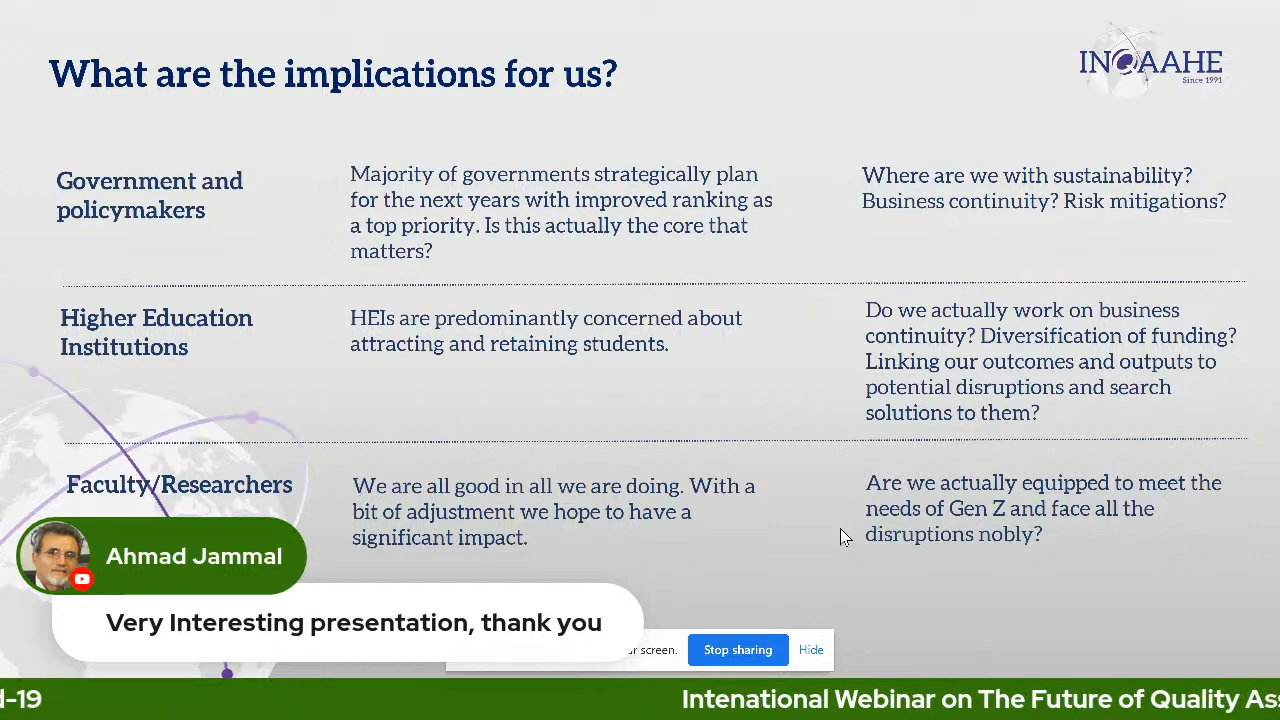 What are the implications for us?
INQAAHE
Since 1991
Government and
policymakers
Majority of governments strategically plan
for the next years with improved ranking as
a top priority. Is this actually the core that
matters?
Where are we with sustainability?
Business continuity? Risk mitigations?
Higher Education
Institutions
HEIs are predominantly concerned about
attracting and retaining students.
Do we actually work on business
continuity? Diversification of funding?
Linking our outcomes and outputs to
potential disruptions and search
solutions to them?
Faculty/Researchers
We are all good in all we are doing. With a
bit of adjustment we hope to have a
significant impact.
Are we actually equipped to meet the
needs of Gen Z and face all the
disruptions nobly?
Ahmad Jammal
Very Interesting presentation, thank you
screen.
Stop sharing
Hide
d-19
Intenational Webinar on The Future of Quality Ass